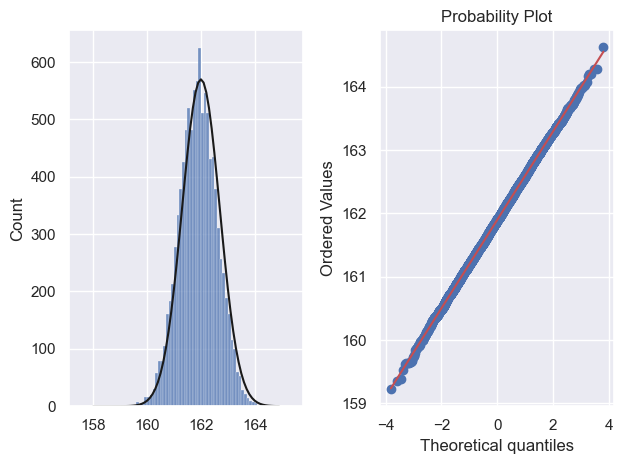 Probability Plot
600
500
400
300
200
100
0
Count
158 160 162 164
164
163
162
161
160
159
Ordered Values
−4 −2 0 2 4
Theoretical quantiles